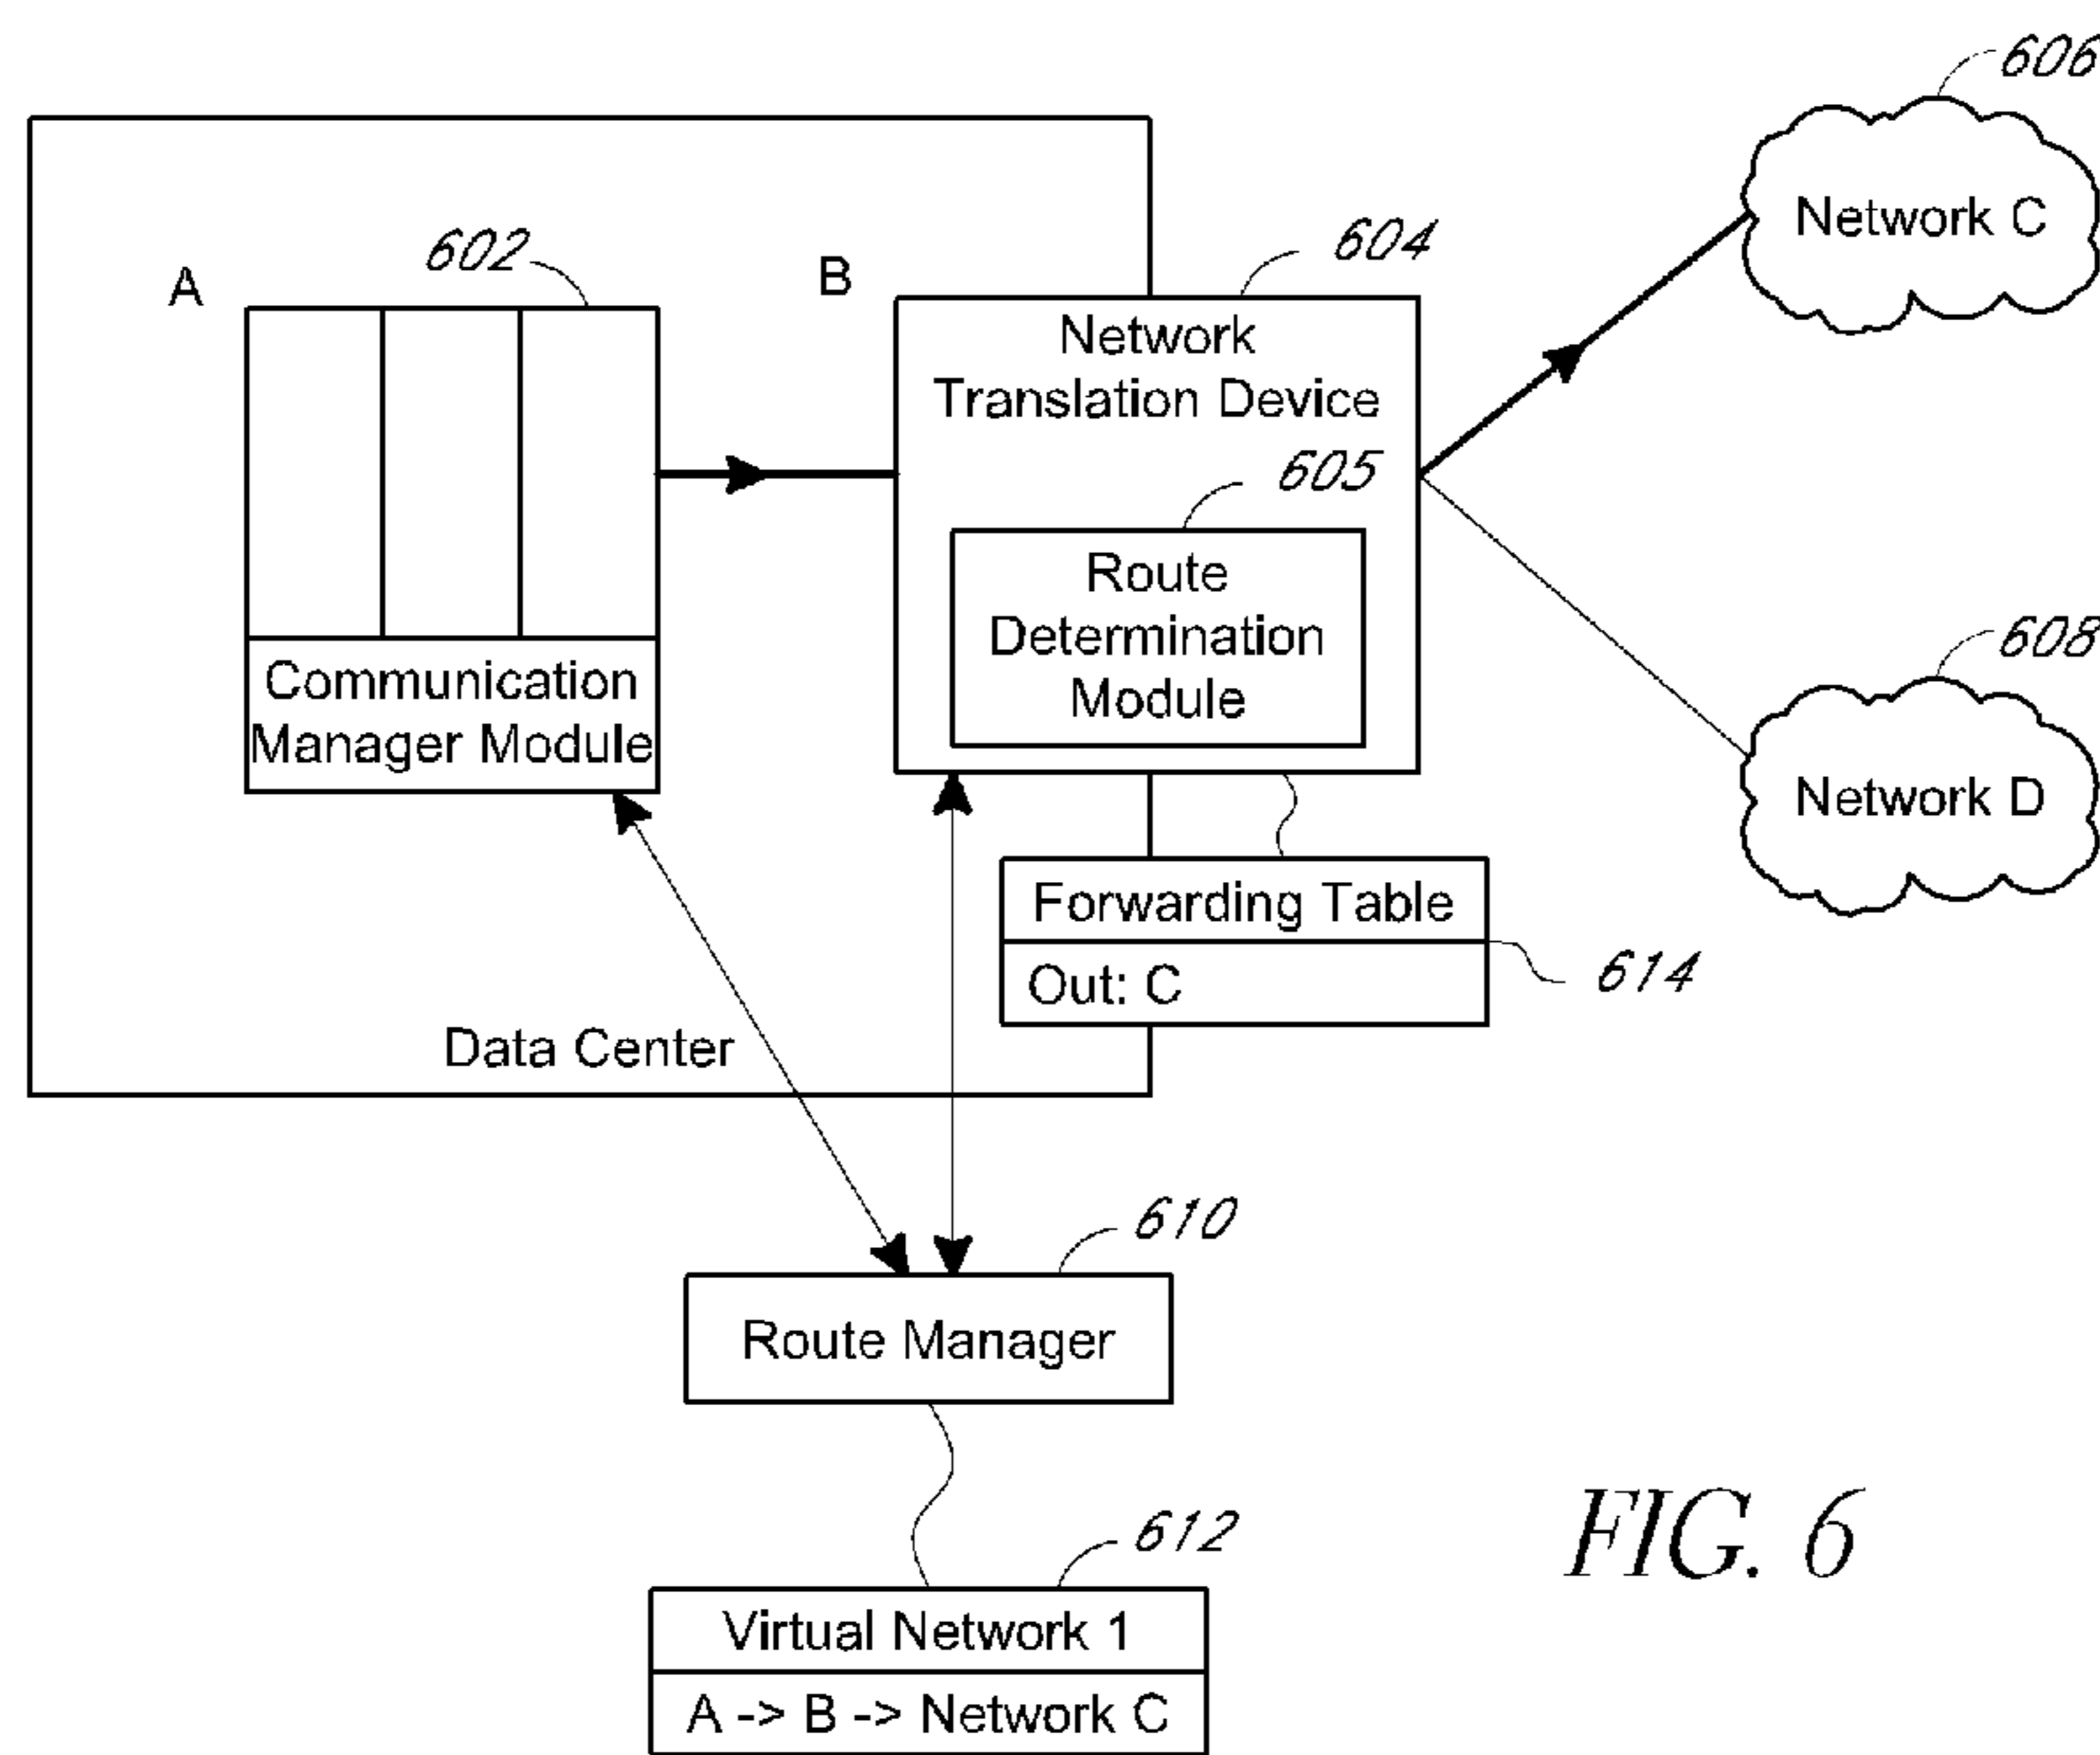 606
Network C
602
604
A
B
Network
Translation Device
605
Route
Determination
Module
Communication
Manager Module
608
Network D
Forwarding Table
Out: C
614
Data Center
610
Route Manager
612
Virtual Network 1
A -> B -> Network C
FIG. 6